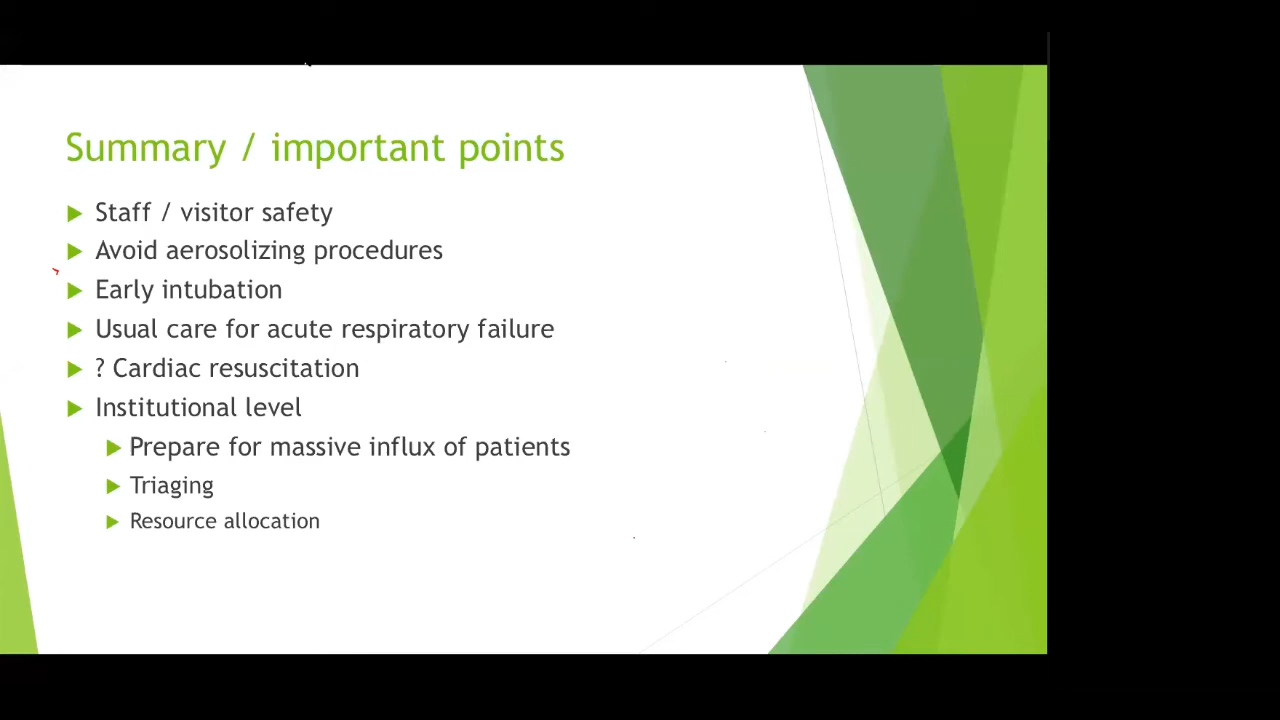 Summary / important points
Staff / visitor safety
Avoid aerosolizing procedures
Early intubation
Usual care for acute respiratory failure
? Cardiac resuscitation
Institutional level
Prepare for massive influx of patients
Triaging
Resource allocation